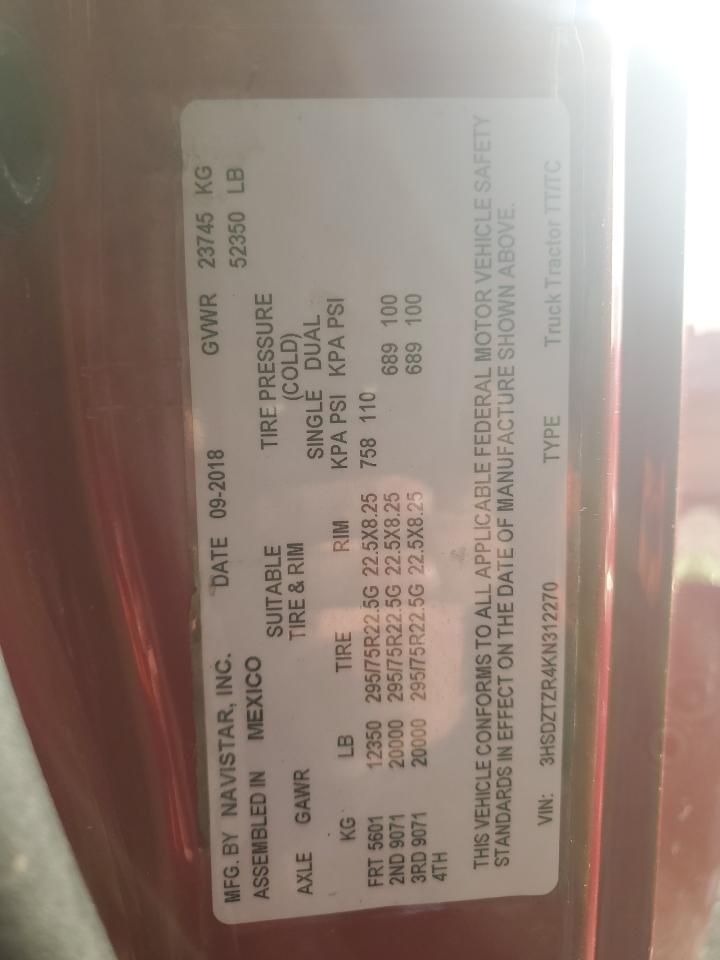 MFG. BY NAVISTAR, INC. DATE 09-2018 GVWR 23745 KG
ASSEMBLED IN MEXICO 52350 LB
SUITABLE TIRE PRESSURE
AXLE GAWR TIRE & RIM (COLD)
SINGLE DUAL
KG LB TIRE RIM KPA PSI KPA PSI
FRT 5601 12350 295/75R22.5G 22.5X8.25 758 110
2ND 9071 20000 295/75R22.5G 22.5X8.25 689 100
3RD 9071 20000 295/75R22.5G 22.5X8.25 689 100
4TH
THIS VEHICLE CONFORMS TO ALL APPLICABLE FEDERAL MOTOR VEHICLE SAFETY
STANDARDS IN EFFECT ON THE DATE OF MANUFACTURE SHOWN ABOVE.
VIN: 3HSDZTZR4KN312270 TYPE Truck Tractor TT/TC